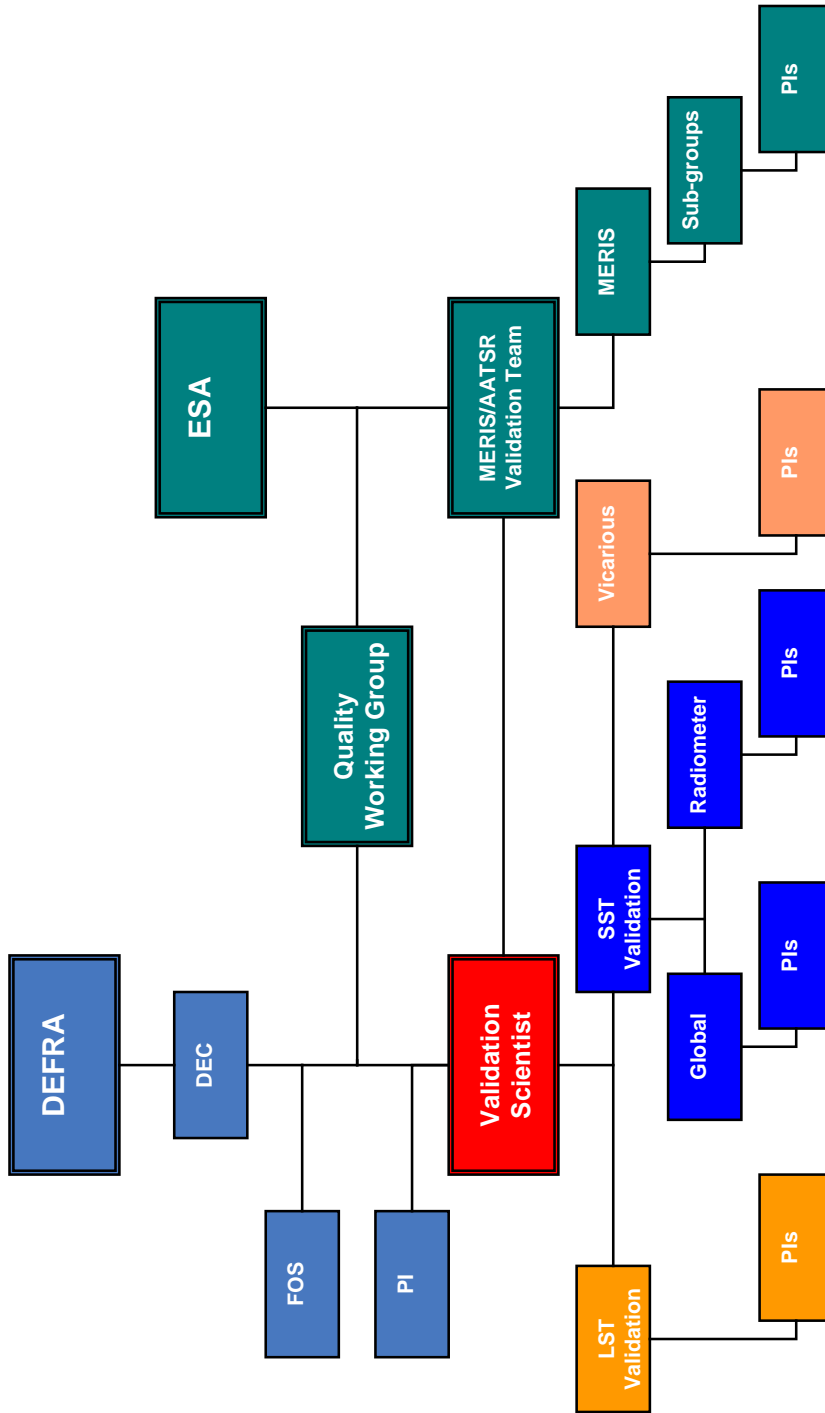 DEFRA
DEC
ESA
FOS
Quality
Working Group
PI
Validation
Scientist
MERIS/AATSR
Validation Team
LST
Validation
SST
Validation
Vicarious
MERIS
Global
Radiometer
Sub-groups
PIs
PIs
PIs
PIs
PIs